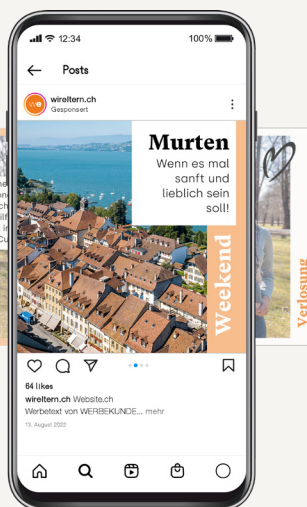 12:34
100%
Posts
we
wireltern.ch
Gesponsert
Murten
Wenn es mal
sanft und
lieblich sein
soll!
Weekend
Verlosung
64 likes
wireltern.ch Website.ch
Werbetext von WERBEKUNDE... mehr
13. August 2022